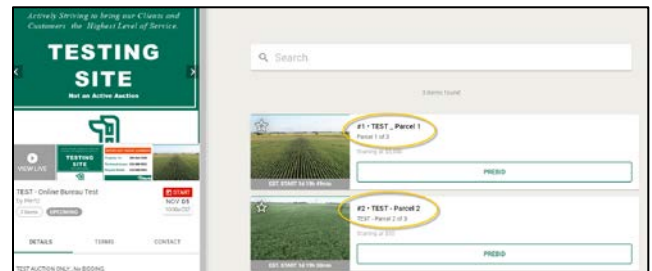 Actively Striving to bring our Clients and
Customers the Highest Level of Service.
TESTING
SITE
Not an Active Auction
VIEW LIVE
TESTING
SITE
TEST - Online Bureau Test
START
NOV 05
UPCOMING
DETAILS
TERMS
CONTACT
TEST AUCTION ONLY...No BIDDING
Search
3 items found
#1 • TEST _ Parcel 1
Parcel 1 of 3
PREBID
#2 • TEST - Parcel 2
TEST - Parcel 2 of 3
PREBID